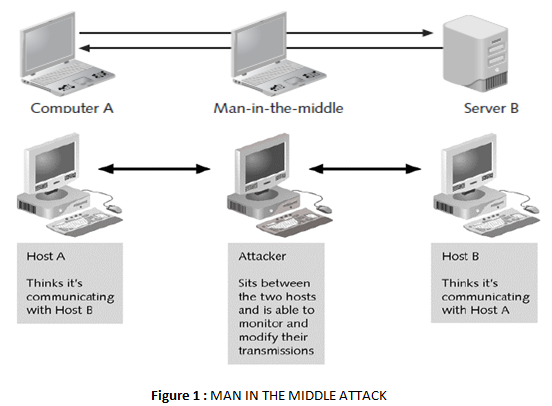 Computer A
Man-in-the-middle
Server B
Host A
Thinks it's
communicating
with Host B
Attacker
Sits between
the two hosts
and is able to
monitor and
modify their
transmissions
Host B
Thinks it's
communicating
with Host A
Figure 1 : MAN IN THE MIDDLE ATTACK